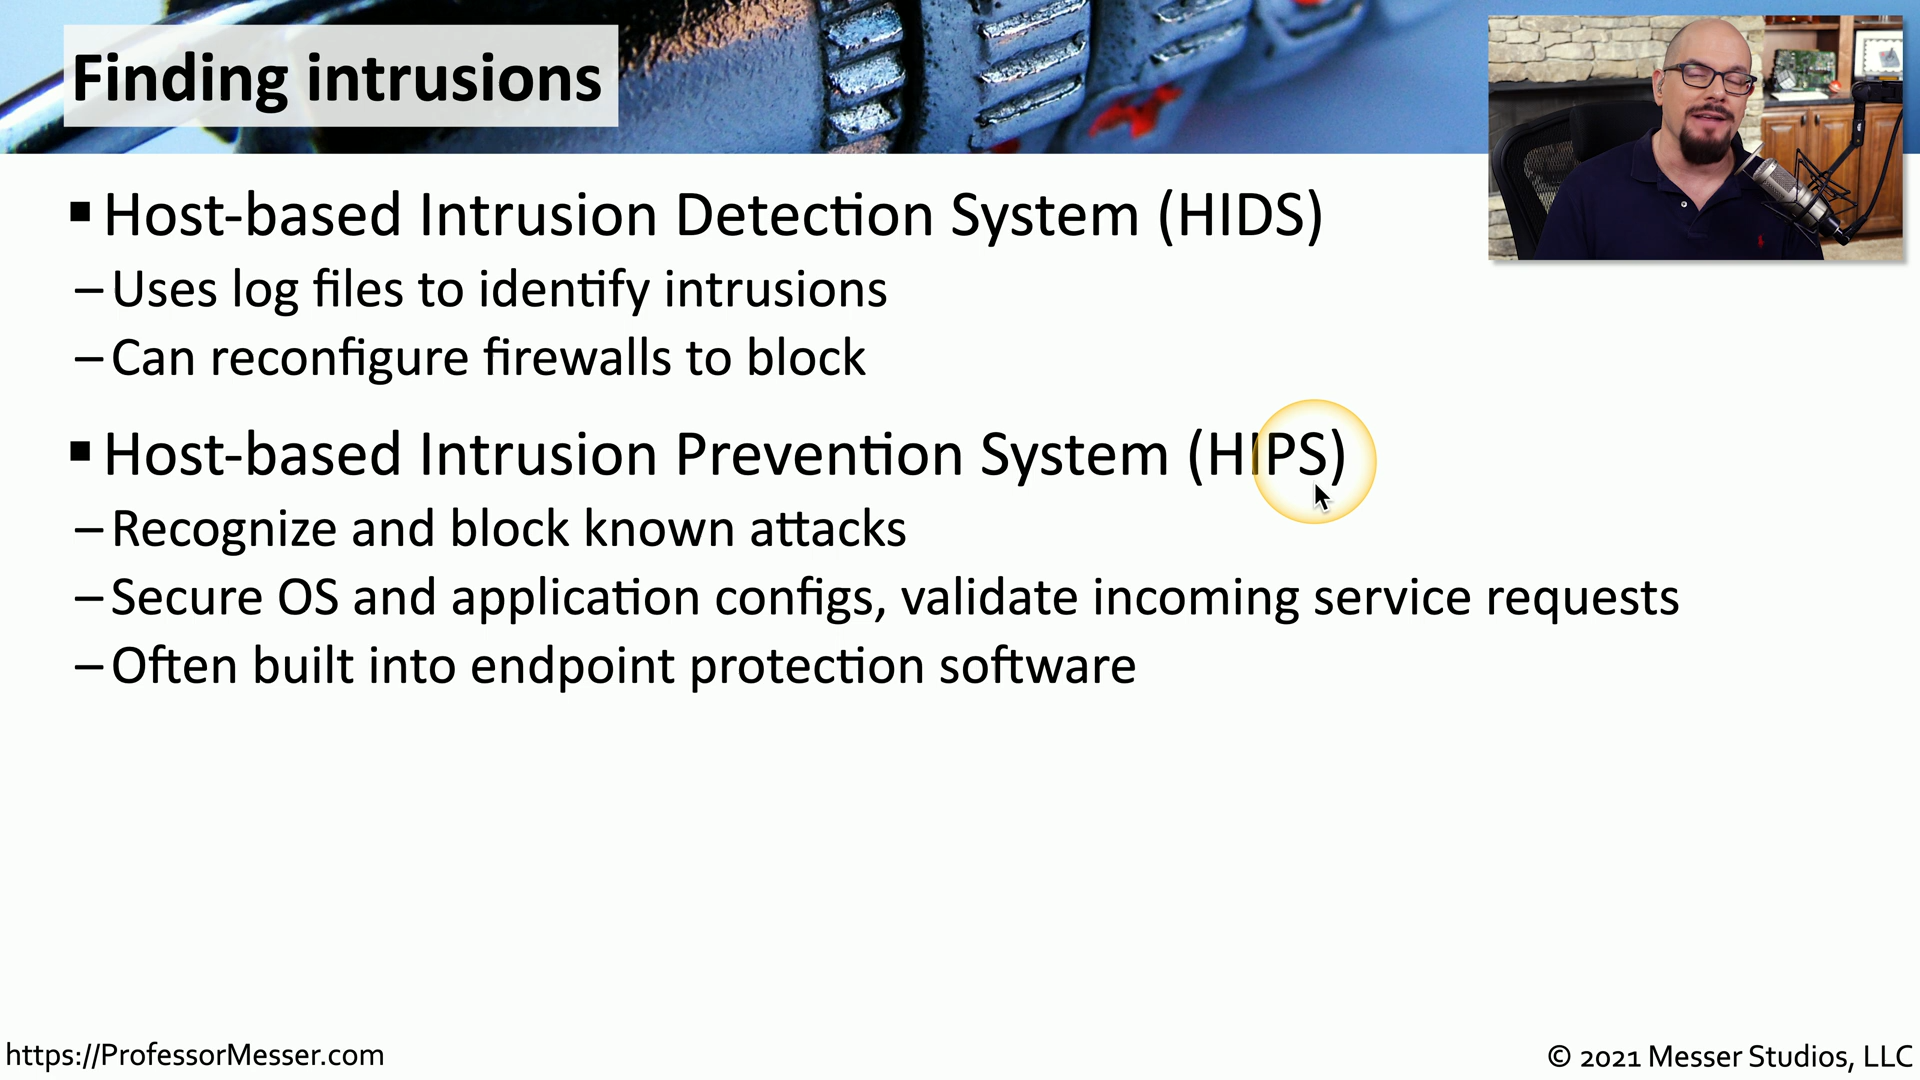 Finding intrusions
▪ Host-based Intrusion Detection System (HIDS)
– Uses log files to identify intrusions
– Can reconfigure firewalls to block
▪ Host-based Intrusion Prevention System (HIPS)
– Recognize and block known attacks
– Secure OS and application configs, validate incoming service requests
– Often built into endpoint protection software
https://ProfessorMesser.com
© 2021 Messer Studios, LLC